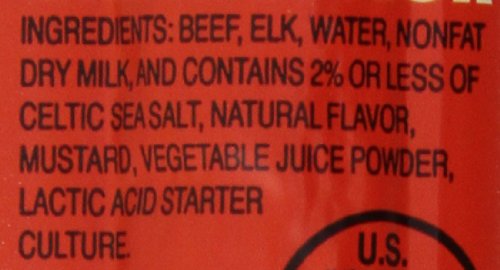 INGREDIENTS: BEEF, ELK, WATER, NONFAT
DRY MILK, AND CONTAINS 2% OR LESS OF
CELTIC SEA SALT, NATURAL FLAVOR,
MUSTARD, VEGETABLE JUICE POWDER,
LACTIC ACID STARTER
CULTURE.
U.S.